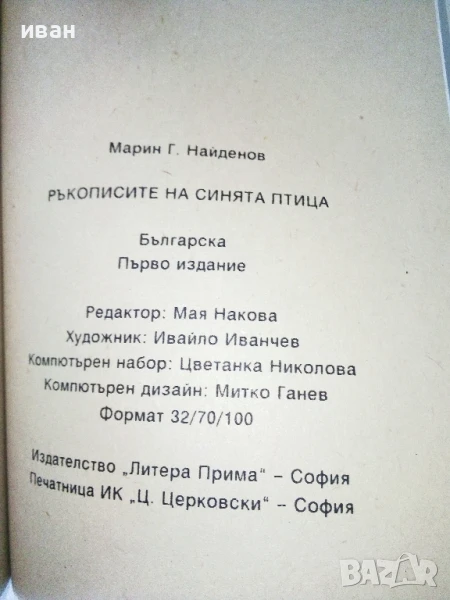 иван
Марин Г. Найденов
РЪКОПИСИТЕ НА СИНЯТА ПТИЦА
Българска
Първо издание
Редактор: Мая Накова
Художник: Ивайло Иванчев
Компютърен набор: Цветанка Николова
Компютърен дизайн: Митко Ганев
Формат 32/70/100
Издателство „Литера Прима“ – София
Печатница ИК „Ц. Церковски“ – София
BAZAR